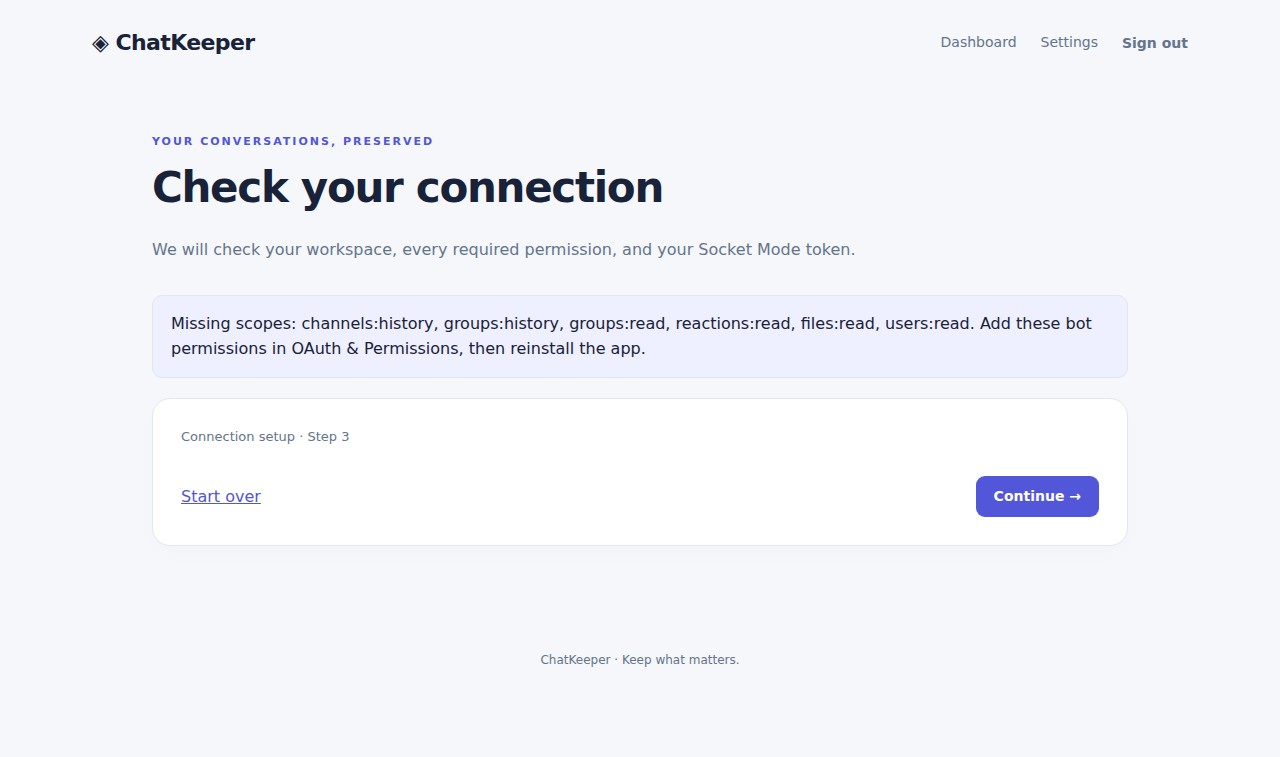 ◈ ChatKeeper
Dashboard Settings Sign out
YOUR CONVERSATIONS, PRESERVED
Check your connection
We will check your workspace, every required permission, and your Socket Mode token.
Missing scopes: channels:history, groups:history, groups:read, reactions:read, files:read, users:read. Add these bot
permissions in OAuth & Permissions, then reinstall the app.
Connection setup · Step 3
Start over
Continue →
ChatKeeper · Keep what matters.